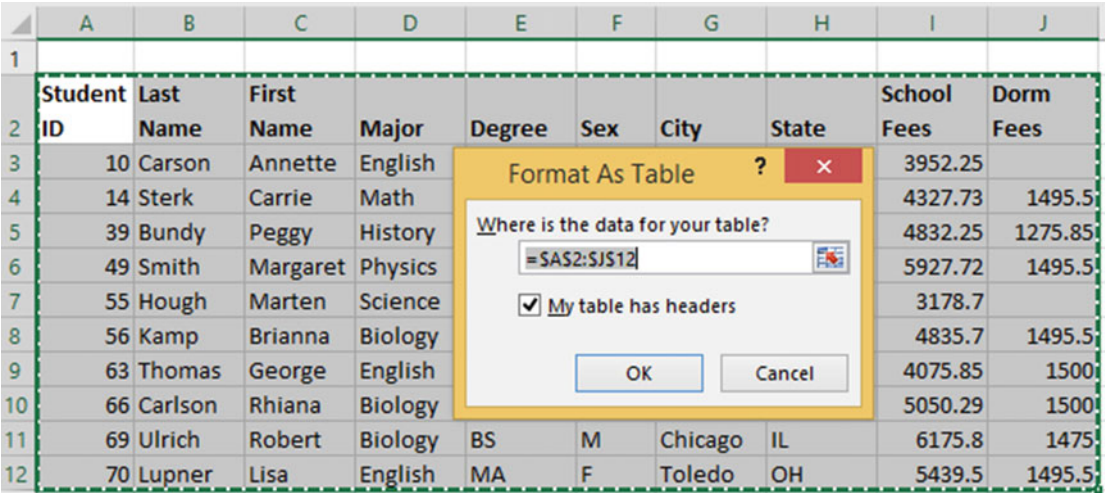 A B C D E F G H I J
1
Student Last First School Dorm
2 ID Name Name Major Degree Sex City State Fees Fees
3 10 Carson Annette English 3952.25
4 14 Sterk Carrie Math 4327.73 1495.5
5 39 Bundy Peggy History 4832.25 1275.85
6 49 Smith Margaret Physics 5927.72 1495.5
7 55 Hough Marten Science 3178.7
8 56 Kamp Brianna Biology 4835.7 1495.5
9 63 Thomas George English 4075.85 1500
10 66 Carlson Rhiana Biology 5050.29 1500
11 69 Ulrich Robert Biology BS M Chicago IL 6175.8 1475
12 70 Lupner Lisa English MA F Toledo OH 5439.5 1495.5
Format As Table ?
Where is the data for your table?
=$A$2:$J$12
My table has headers
OK Cancel